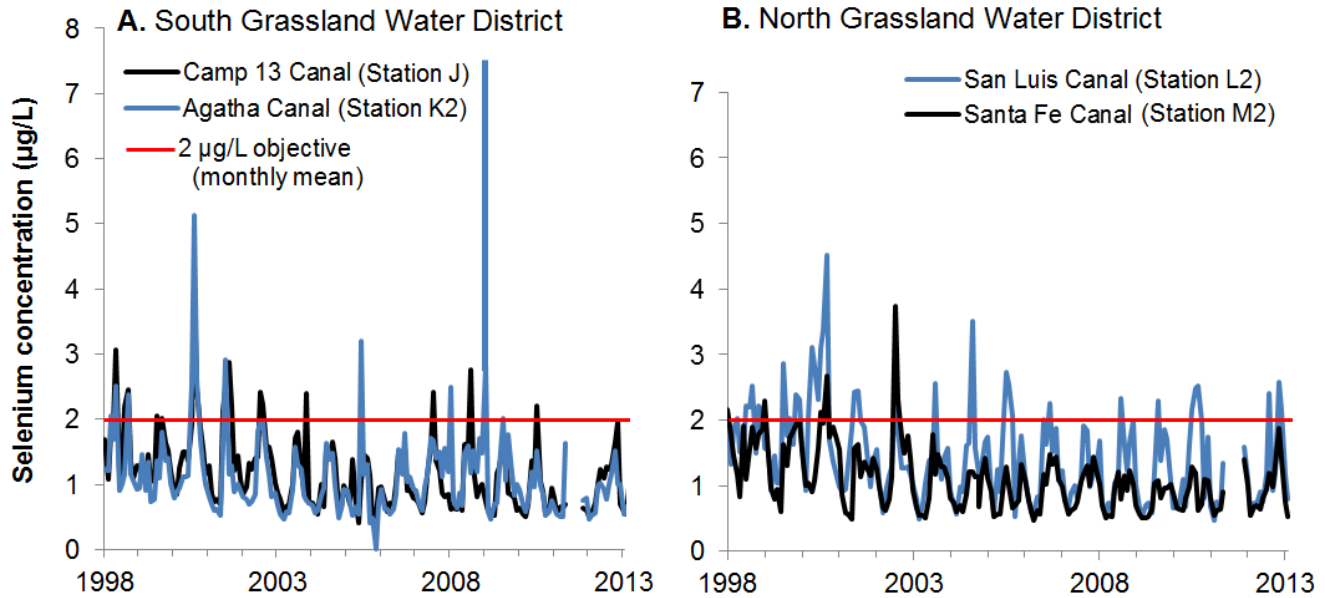 A. South Grassland Water District
Camp 13 Canal (Station J)
Agatha Canal (Station K2)
2 µg/L objective
(monthly mean)
Selenium concentration (µg/L)
8
7
6
5
4
3
2
1
0
1998 2003 2008 2013
B. North Grassland Water District
San Luis Canal (Station L2)
Santa Fe Canal (Station M2)
7
6
5
4
3
2
1
0
1998 2003 2008 2013